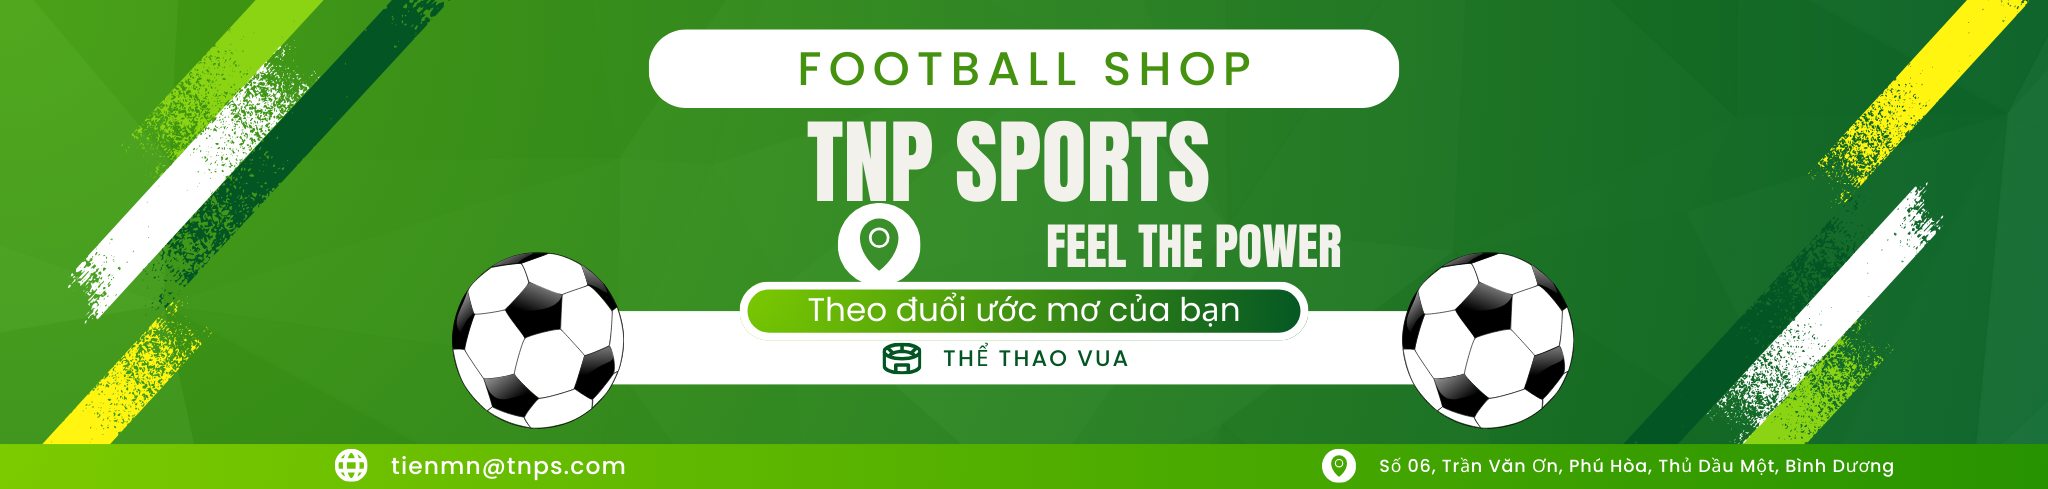 FOOTBALL SHOP
TNP SPORTS
FEEL THE POWER
Theo đuổi ước mơ của bạn
THỂ THAO VUA
tienmn@tnps.com
Số 06, Trần Văn Ơn, Phú Hòa, Thủ Dầu Một, Bình Dương